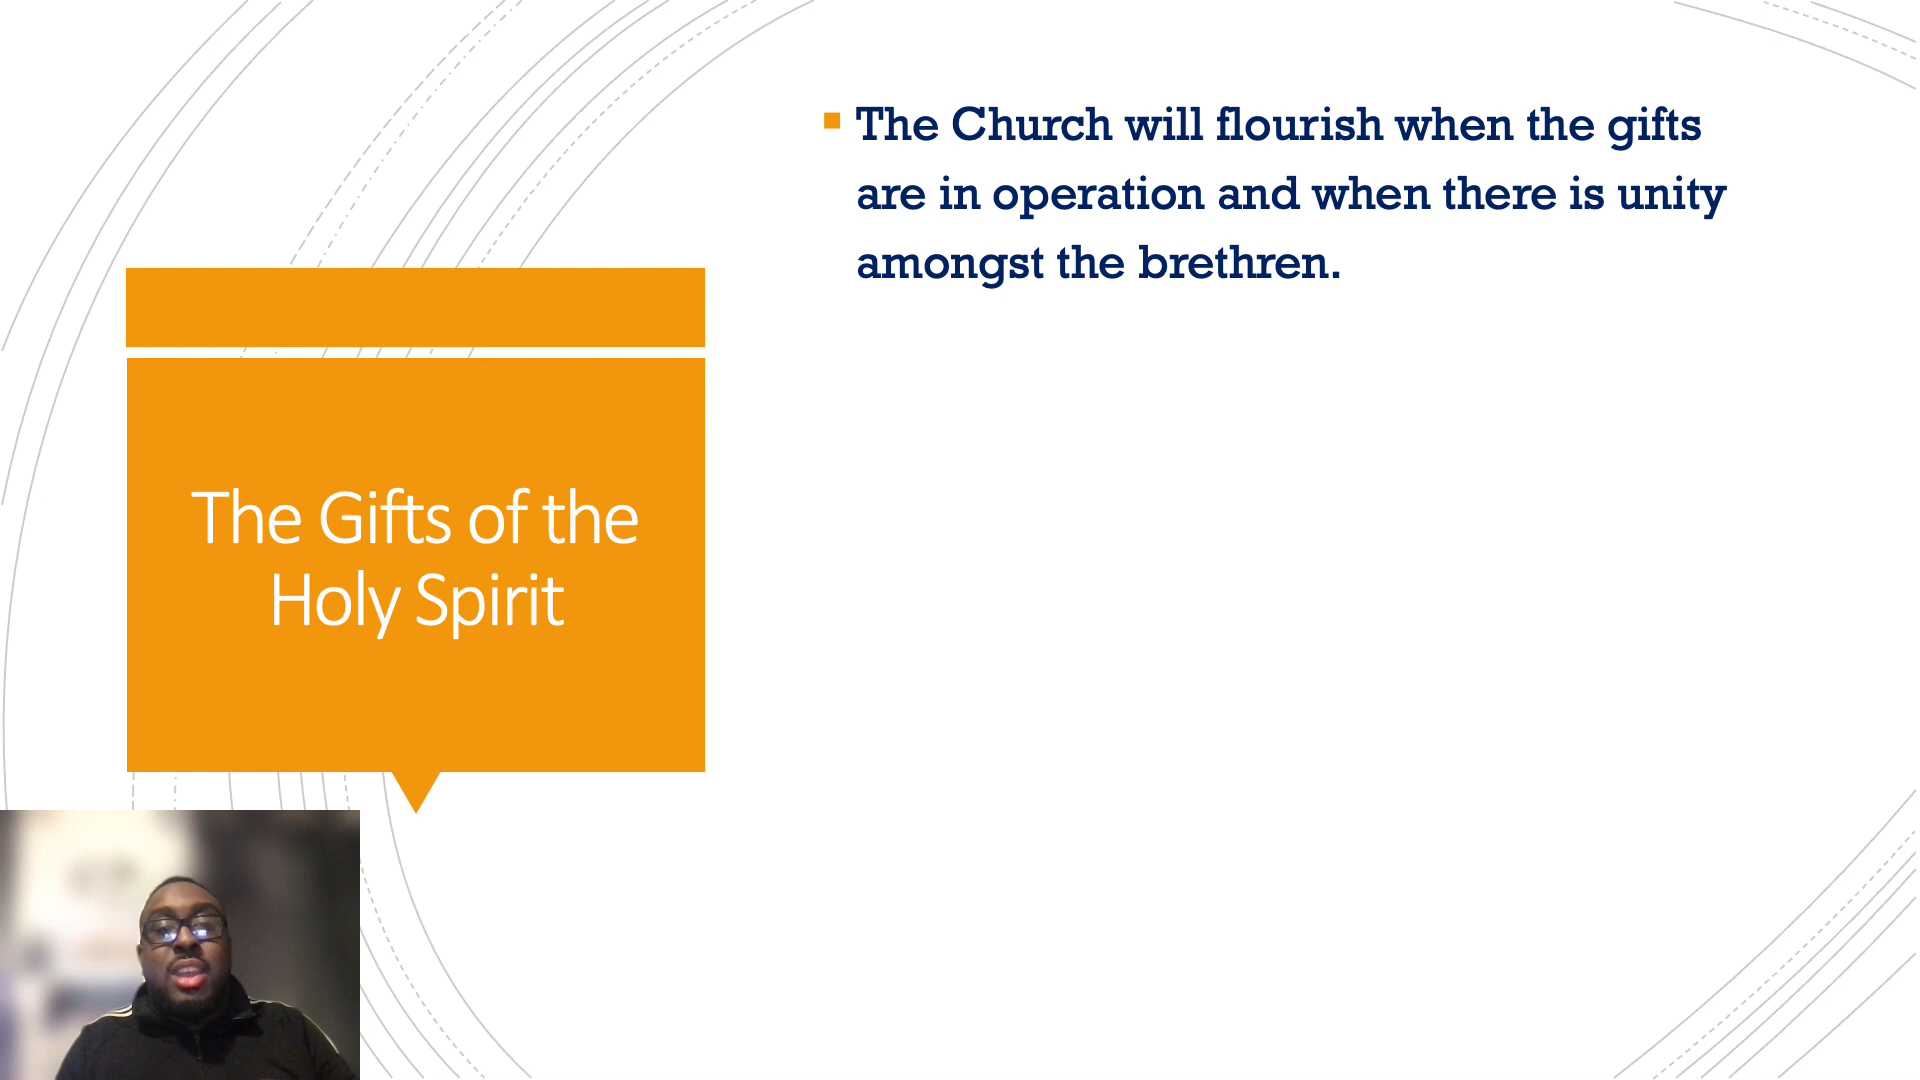 The Church will flourish when the gifts
are in operation and when there is unity
amongst the brethren.
The Gifts of the
Holy Spirit